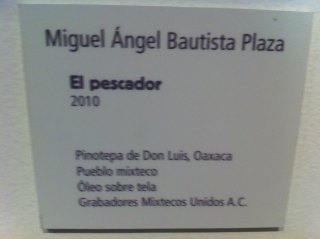 Miguel Ángel Bautista Plaza
El pescador
2010
Pinotepa de Don Luis, Oaxaca
Pueblo mixteco
Óleo sobre tela
Grabadores Mixtecos Unidos A.C.